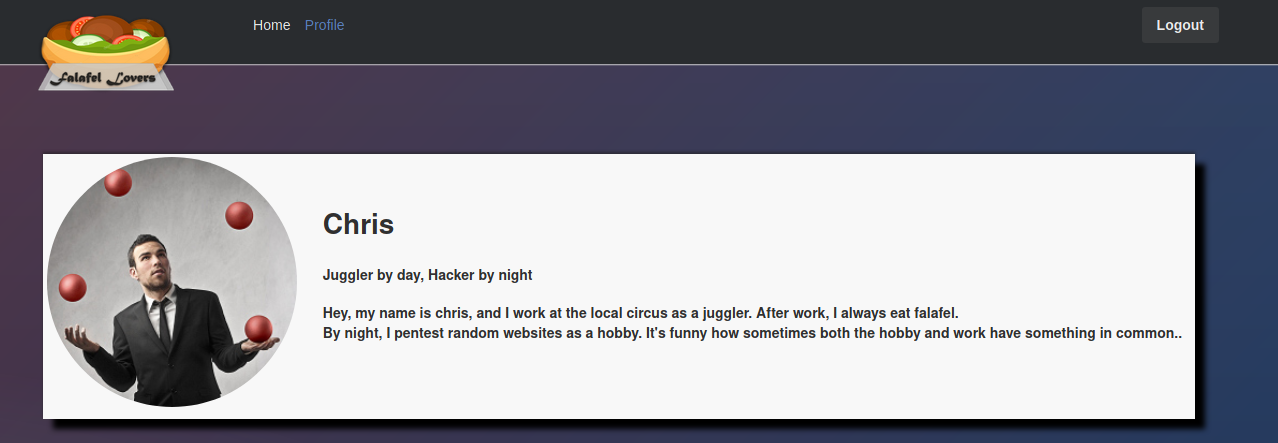 Home Profile Logout
Falafel Lovers
Chris
Juggler by day, Hacker by night
Hey, my name is chris, and I work at the local circus as a juggler. After work, I always eat falafel.
By night, I pentest random websites as a hobby. It's funny how sometimes both the hobby and work have something in common..